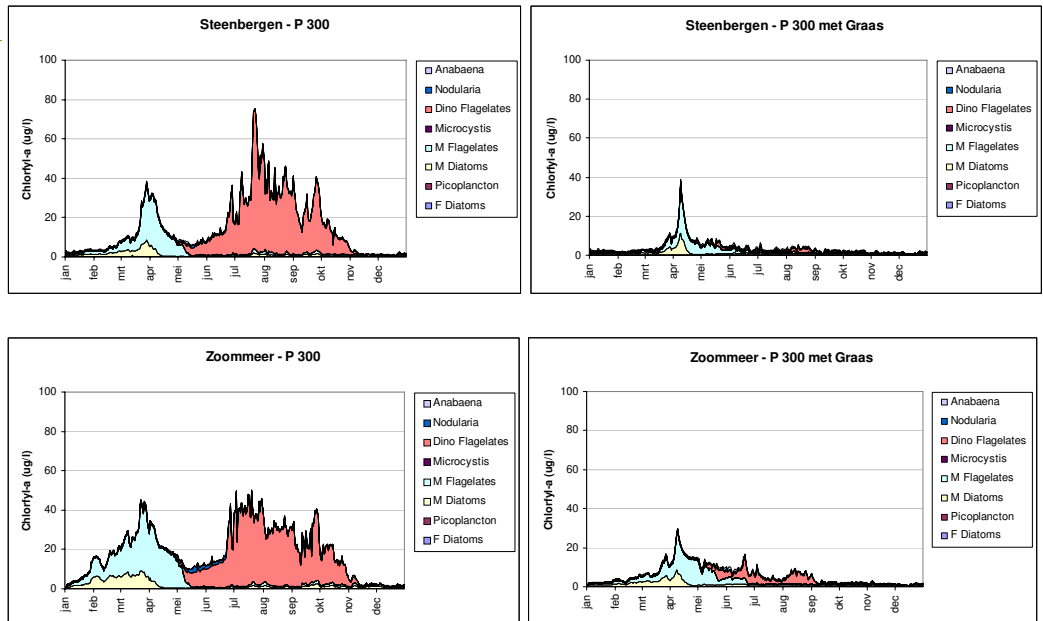 Steenbergen - P 300
Chlorfyl-a (ug/l)
100
80
60
40
20
0
jan feb mrt apr mei jun jul aug sep okt nov dec
Anabaena
Nodularia
Dino Flagelates
Microcystis
M Flagelates
M Diatoms
Picoplancton
F Diatoms
Steenbergen - P 300 met Graas
Chlorfyl-a (ug/l)
100
80
60
40
20
0
jan feb mrt apr mei jun jul aug sep okt nov dec
Anabaena
Nodularia
Dino Flagelates
Microcystis
M Flagelates
M Diatoms
Picoplancton
F Diatoms
Zoommeer - P 300
Chlorfyl-a (ug/l)
100
80
60
40
20
0
jan feb mrt apr mei jun jul aug sep okt nov dec
Anabaena
Nodularia
Dino Flagelates
Microcystis
M Flagelates
M Diatoms
Picoplancton
F Diatoms
Zoommeer - P 300 met Graas
Chlorfyl-a (ug/l)
100
80
60
40
20
0
jan feb mrt apr mei jun jul aug sep okt nov dec
Anabaena
Nodularia
Dino Flagelates
Microcystis
M Flagelates
M Diatoms
Picoplancton
F Diatoms